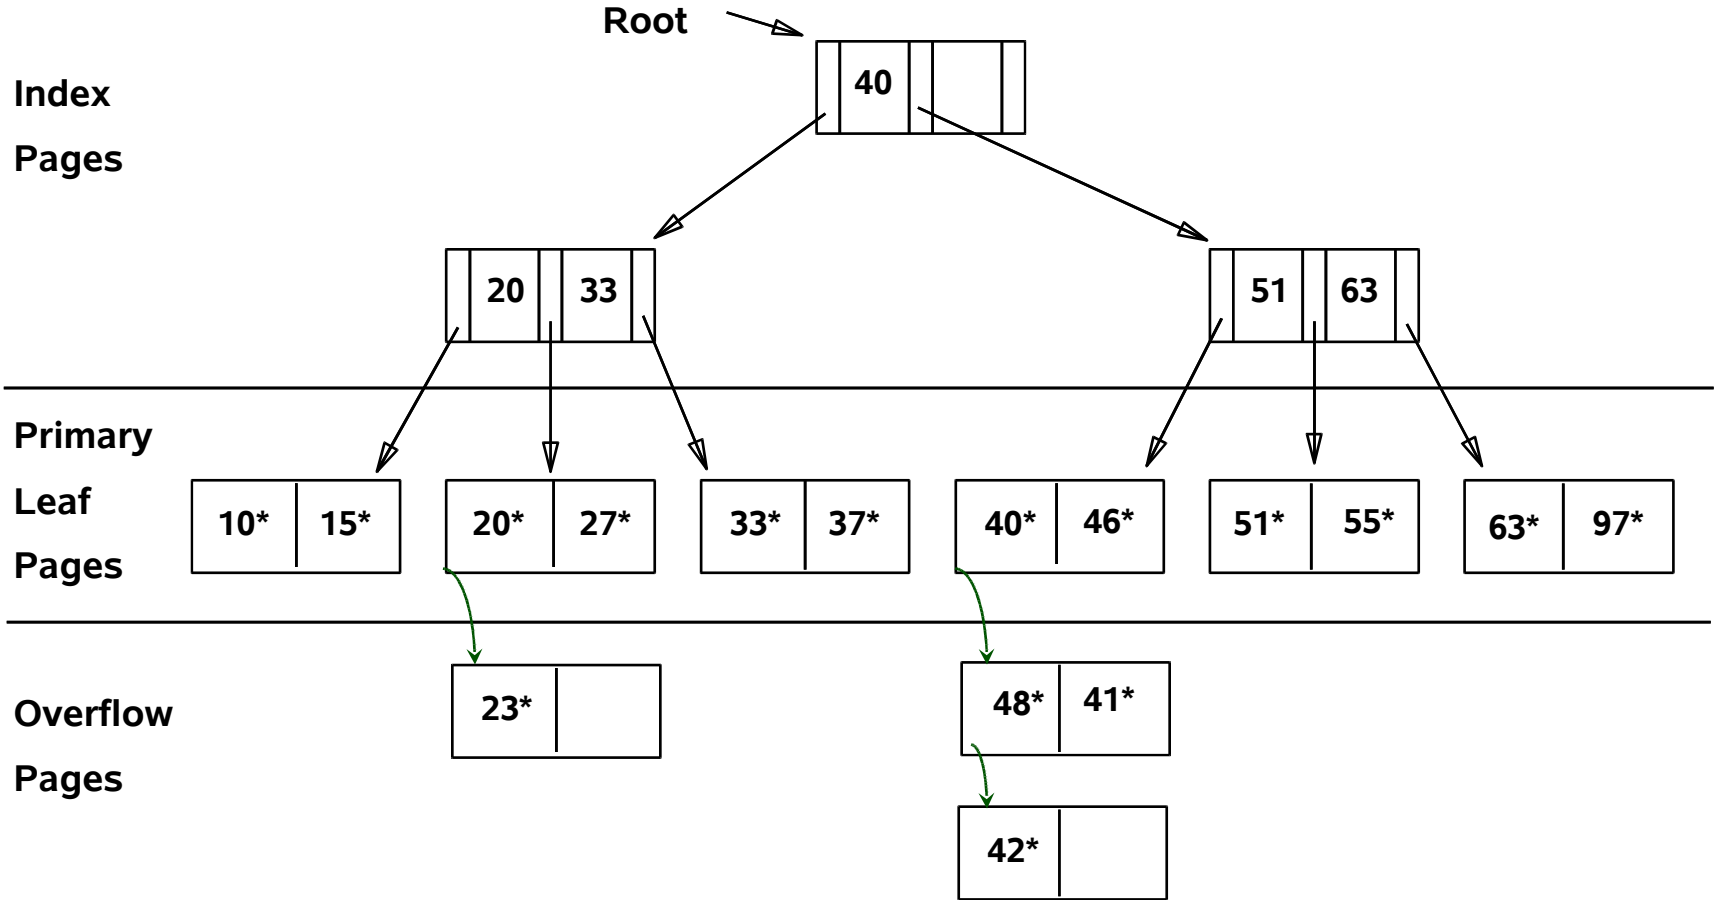 Root
Index
Pages
40
20 33
51 63
Primary
Leaf
Pages
10* 15*
20* 27*
33* 37*
40* 46*
51* 55*
63* 97*
Overflow
Pages
23*
48* 41*
42*